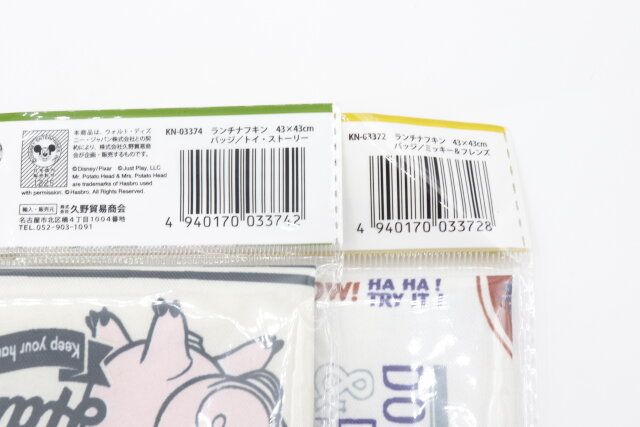 本商品は、ウォルト・ディズ
ニー・ジャパン株式会社との契
約により、株式会社久野貿易商会
が企画・販売するものです。
©Disney/Pixar ©Just Play, LLC
Mr. Potato Head & Mrs. Potato Head
are trademarks of Hasbro used
with permission. © Hasbro. All Rights Reserved.
輸入・販売元 株式会社 久野貿易商会
名古屋市北区楠4丁目1004番地
TEL.052-903-1091
KN-03374 ランチナフキン 43×43cm
バッジ/トイ・ストーリー
4 940170 033742
KN-03372 ランチナフキン 43×43cm
バッジ/ミッキー&フレンズ
4 940170 033728
Keep your
HA HA!
TRY IT!
DO
&